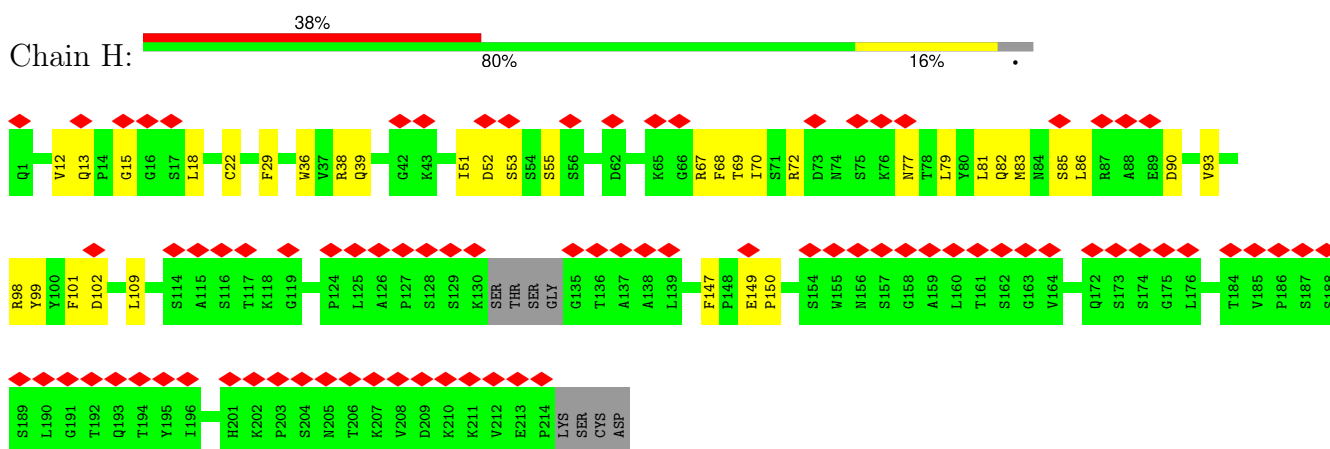 38%
Chain H:
80% 16% •
Q1 V12 Q13 P14 G15 G16 S17 L18 C22 F29 W36 V37 R38 Q39 G42 K43 I51 D52 S53 S54 S55 S56 D62 K65 G66 R67 F68 T69 I70 S71 R72 D73 N74 S75 K76 N77 T78 L79 Y80 L81 Q82 M83 N84 S85 L86 R87 A88 E89 D90 V93
R98 Y99 Y100 F101 D102 L109 S114 A115 S116 T117 K118 G119 P124 L125 A126 P127 S128 S129 K130 SER THR SER GLY G135 T136 A137 A138 L139 F147 P148 E149 P150 S154 W155 N156 S157 G158 A159 L160 T161 S162 G163 V164 Q172 S173 S174 G175 L176 T184 V185 P186 S187 S188
S189 L190 G191 T192 Q193 T194 Y195 I196 H201 K202 P203 S204 N205 T206 K207 V208 D209 K210 K211 V212 E213 P214 LYS SER CYS ASP